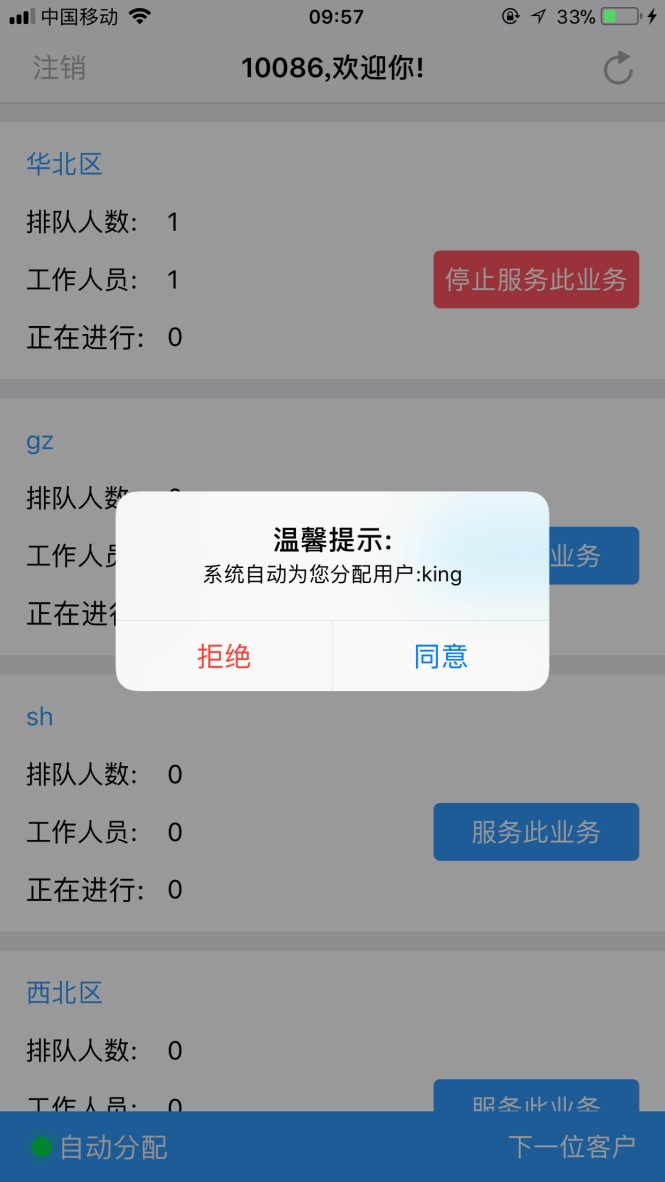 中国移动 09:57 33%
注销 10086,欢迎你!
华北区
排队人数: 1
工作人员: 1 停止服务此业务
正在进行: 0
gz
排队人数
工作人员 业务
正在进行
温馨提示:
系统自动为您分配用户:king
拒绝 同意
sh
排队人数: 0
工作人员: 0 服务此业务
正在进行: 0
西北区
排队人数: 0
工作人员: 0 服务此业务
自动分配 下一位客户